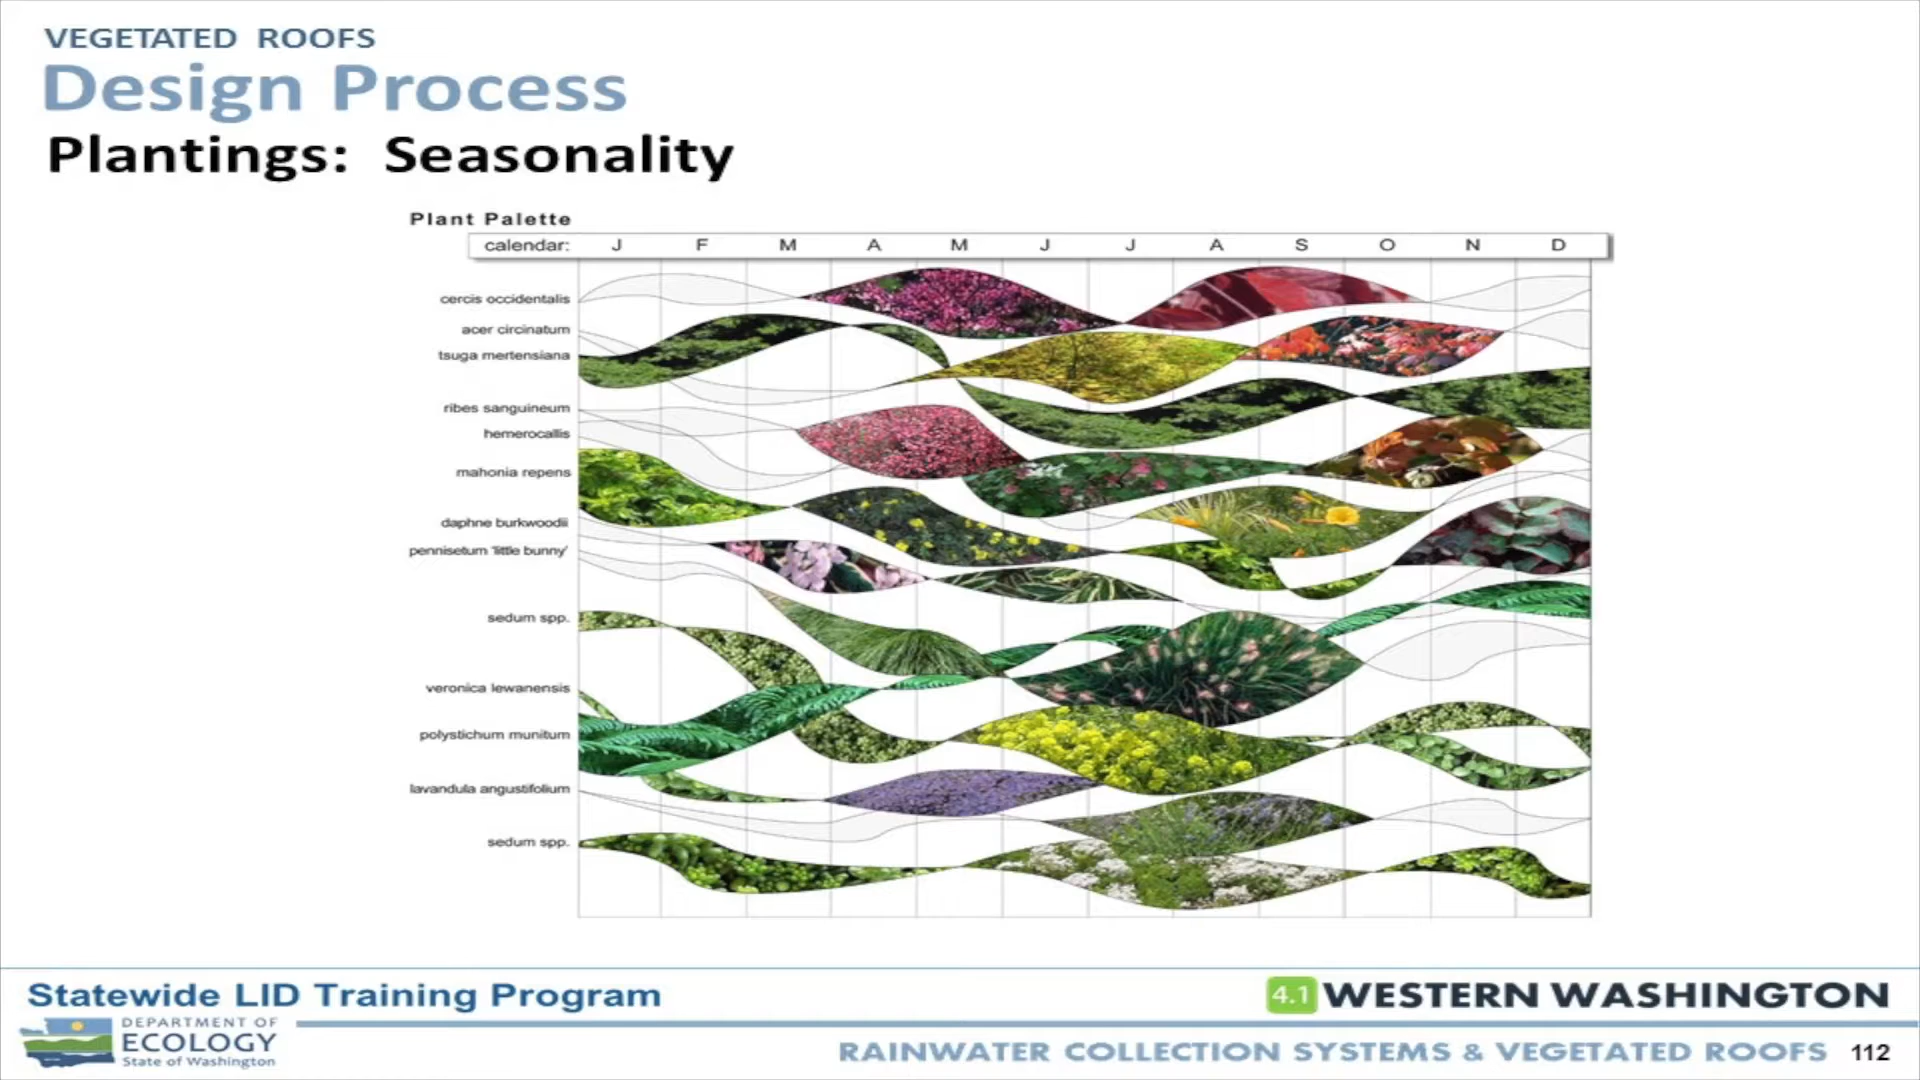 VEGETATED ROOFS
Design Process
Plantings: Seasonality
Plant Palette
calendar: J F M A M J J A S O N D
cercis occidentalis
acer circinatum
tsuga mertensiana
ribes sanguineum
hemerocallis
mahonia repens
daphne burkwoodii
pennisetum 'little bunny'
sedum spp.
veronica lewanensis
polystichum munitum
lavandula angustifolium
sedum spp.
Statewide LID Training Program
4.1 WESTERN WASHINGTON
DEPARTMENT OF
ECOLOGY
State of Washington
RAINWATER COLLECTION SYSTEMS & VEGETATED ROOFS 112